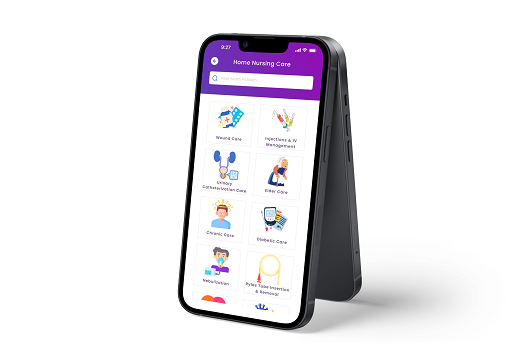 9:27
Home Nursing Care
Wound Care
Injections & IV
Management
Urinary
Catheterization Care
Elder Care
Chronic Care
Diabetic Care
Nebulization
Ryles Tube Insertion
& Removal